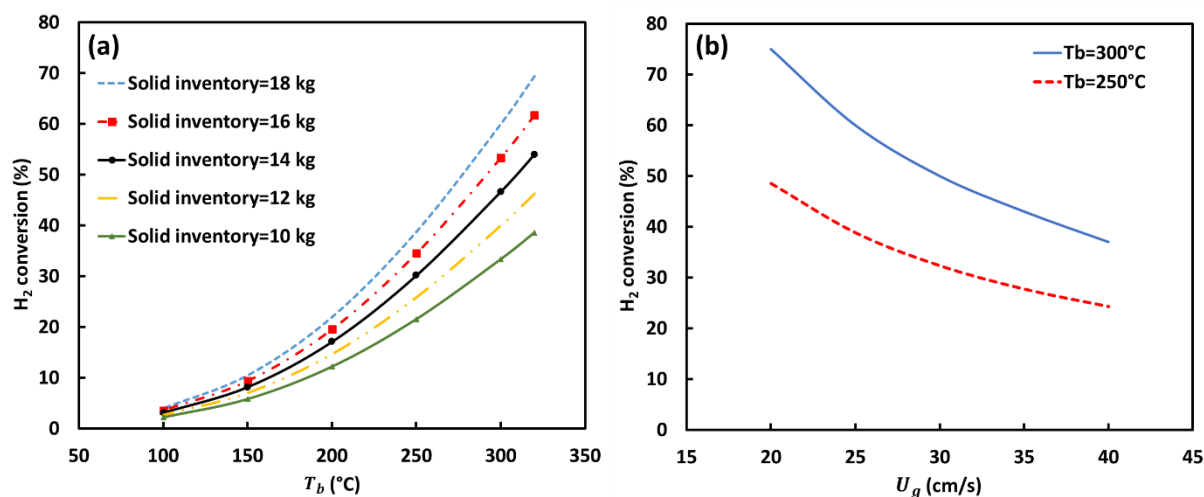 (a)
Solid inventory=18 kg
Solid inventory=16 kg
Solid inventory=14 kg
Solid inventory=12 kg
Solid inventory=10 kg
H₂ conversion (%)
80
70
60
50
40
30
20
10
0
50 100 150 200 250 300 350
T_b (°C)
(b)
Tb=300°C
Tb=250°C
H₂ conversion (%)
80
70
60
50
40
30
20
10
0
15 20 25 30 35 40 45
U_g (cm/s)